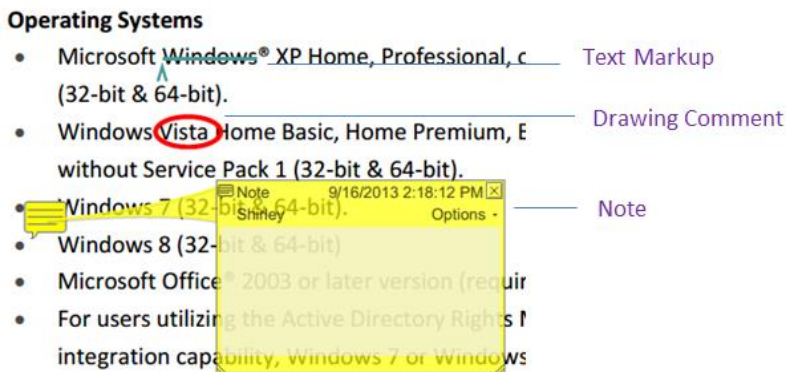 Operating Systems
• Microsoft Windows® XP Home, Professional, c
Text Markup
(32-bit & 64-bit).
Drawing Comment
• Windows Vista Home Basic, Home Premium, E
without Service Pack 1 (32-bit & 64-bit).
Note 9/16/2013 2:18:12 PM
• Windows 7 (32-bit & 64-bit).
Shirley Options
Note
• Windows 8 (32-bit & 64-bit)
• Microsoft Office® 2003 or later version (requir
• For users utilizing the Active Directory Rights M
integration capability, Windows 7 or Windows